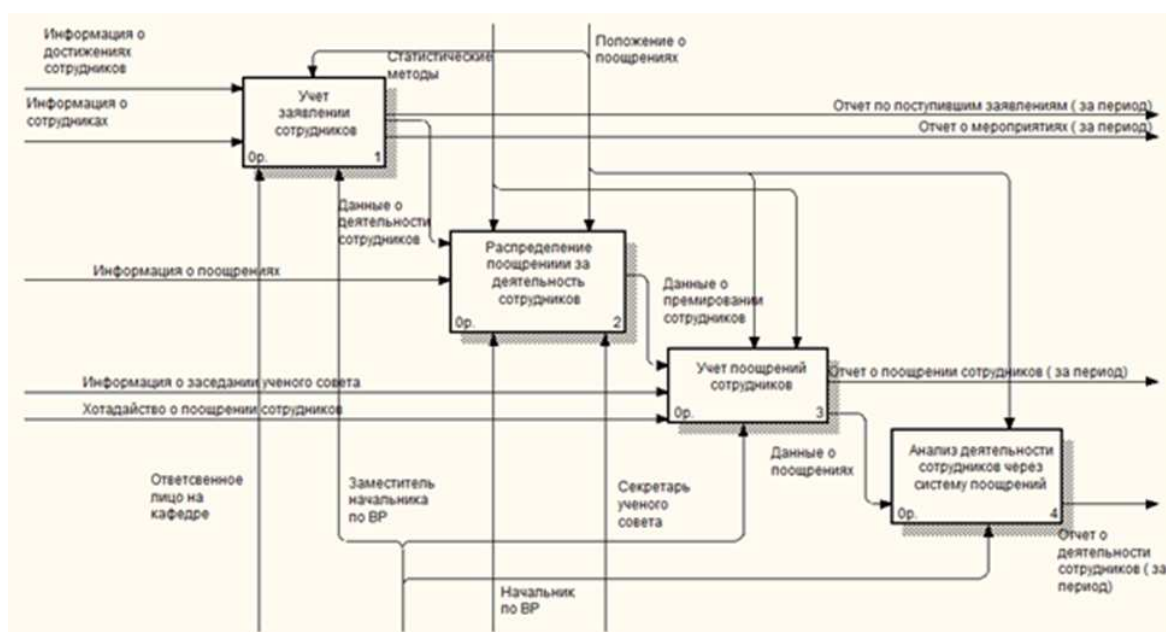 Информация о
достижениях
сотрудников
Статистические
методы
Положение о
поощрениях
Информация о
сотрудниках
Учет
заявлении
сотрудников
0р.
1
Отчет по поступившим заявлениям ( за период)
Отчет о мероприятиях ( за период)
Данные о
деятельности
сотрудников
Информация о поощрениях
Распределение
поощрениии за
деятельность
сотрудников
0р.
2
Данные о
премировании
сотрудников
Информация о заседании ученого совета
Хотадайство о поощрении сотрудников
Учет поощрений
сотрудников
0р.
3
Отчет о поощрении сотрудников ( за период)
Данные о
поощрениях
Анализ деятельности
сотрудников через
систему поощрений
0р.
4
Ответсвенное
лицо на
кафедре
Заместитель
начальника
по ВР
Секретарь
ученого
совета
Начальник
по ВР
Отчет о
деятельности
сотрудников ( за
период)